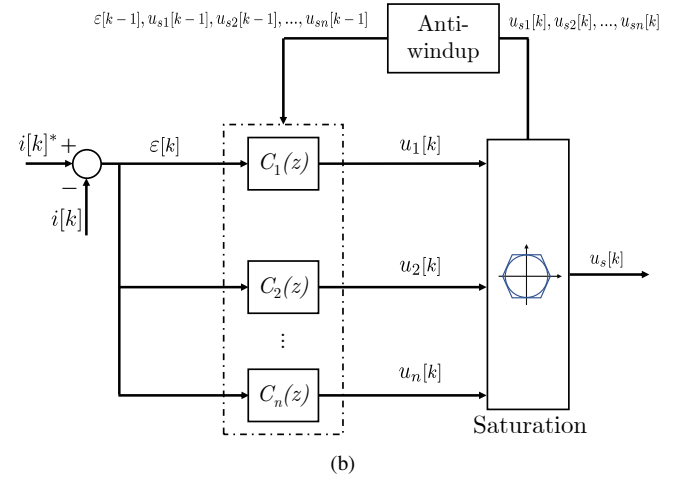 ε[k−1], u_{s1}[k−1], u_{s2}[k−1], ..., u_{sn}[k−1]
Anti-
windup
u_{s1}[k], u_{s2}[k], ..., u_{sn}[k]
i[k]* +
−
i[k]
ε[k]
C_1(z)
u_1[k]
C_2(z)
u_2[k]
u_s[k]
⋮
C_n(z)
u_n[k]
Saturation
(b)